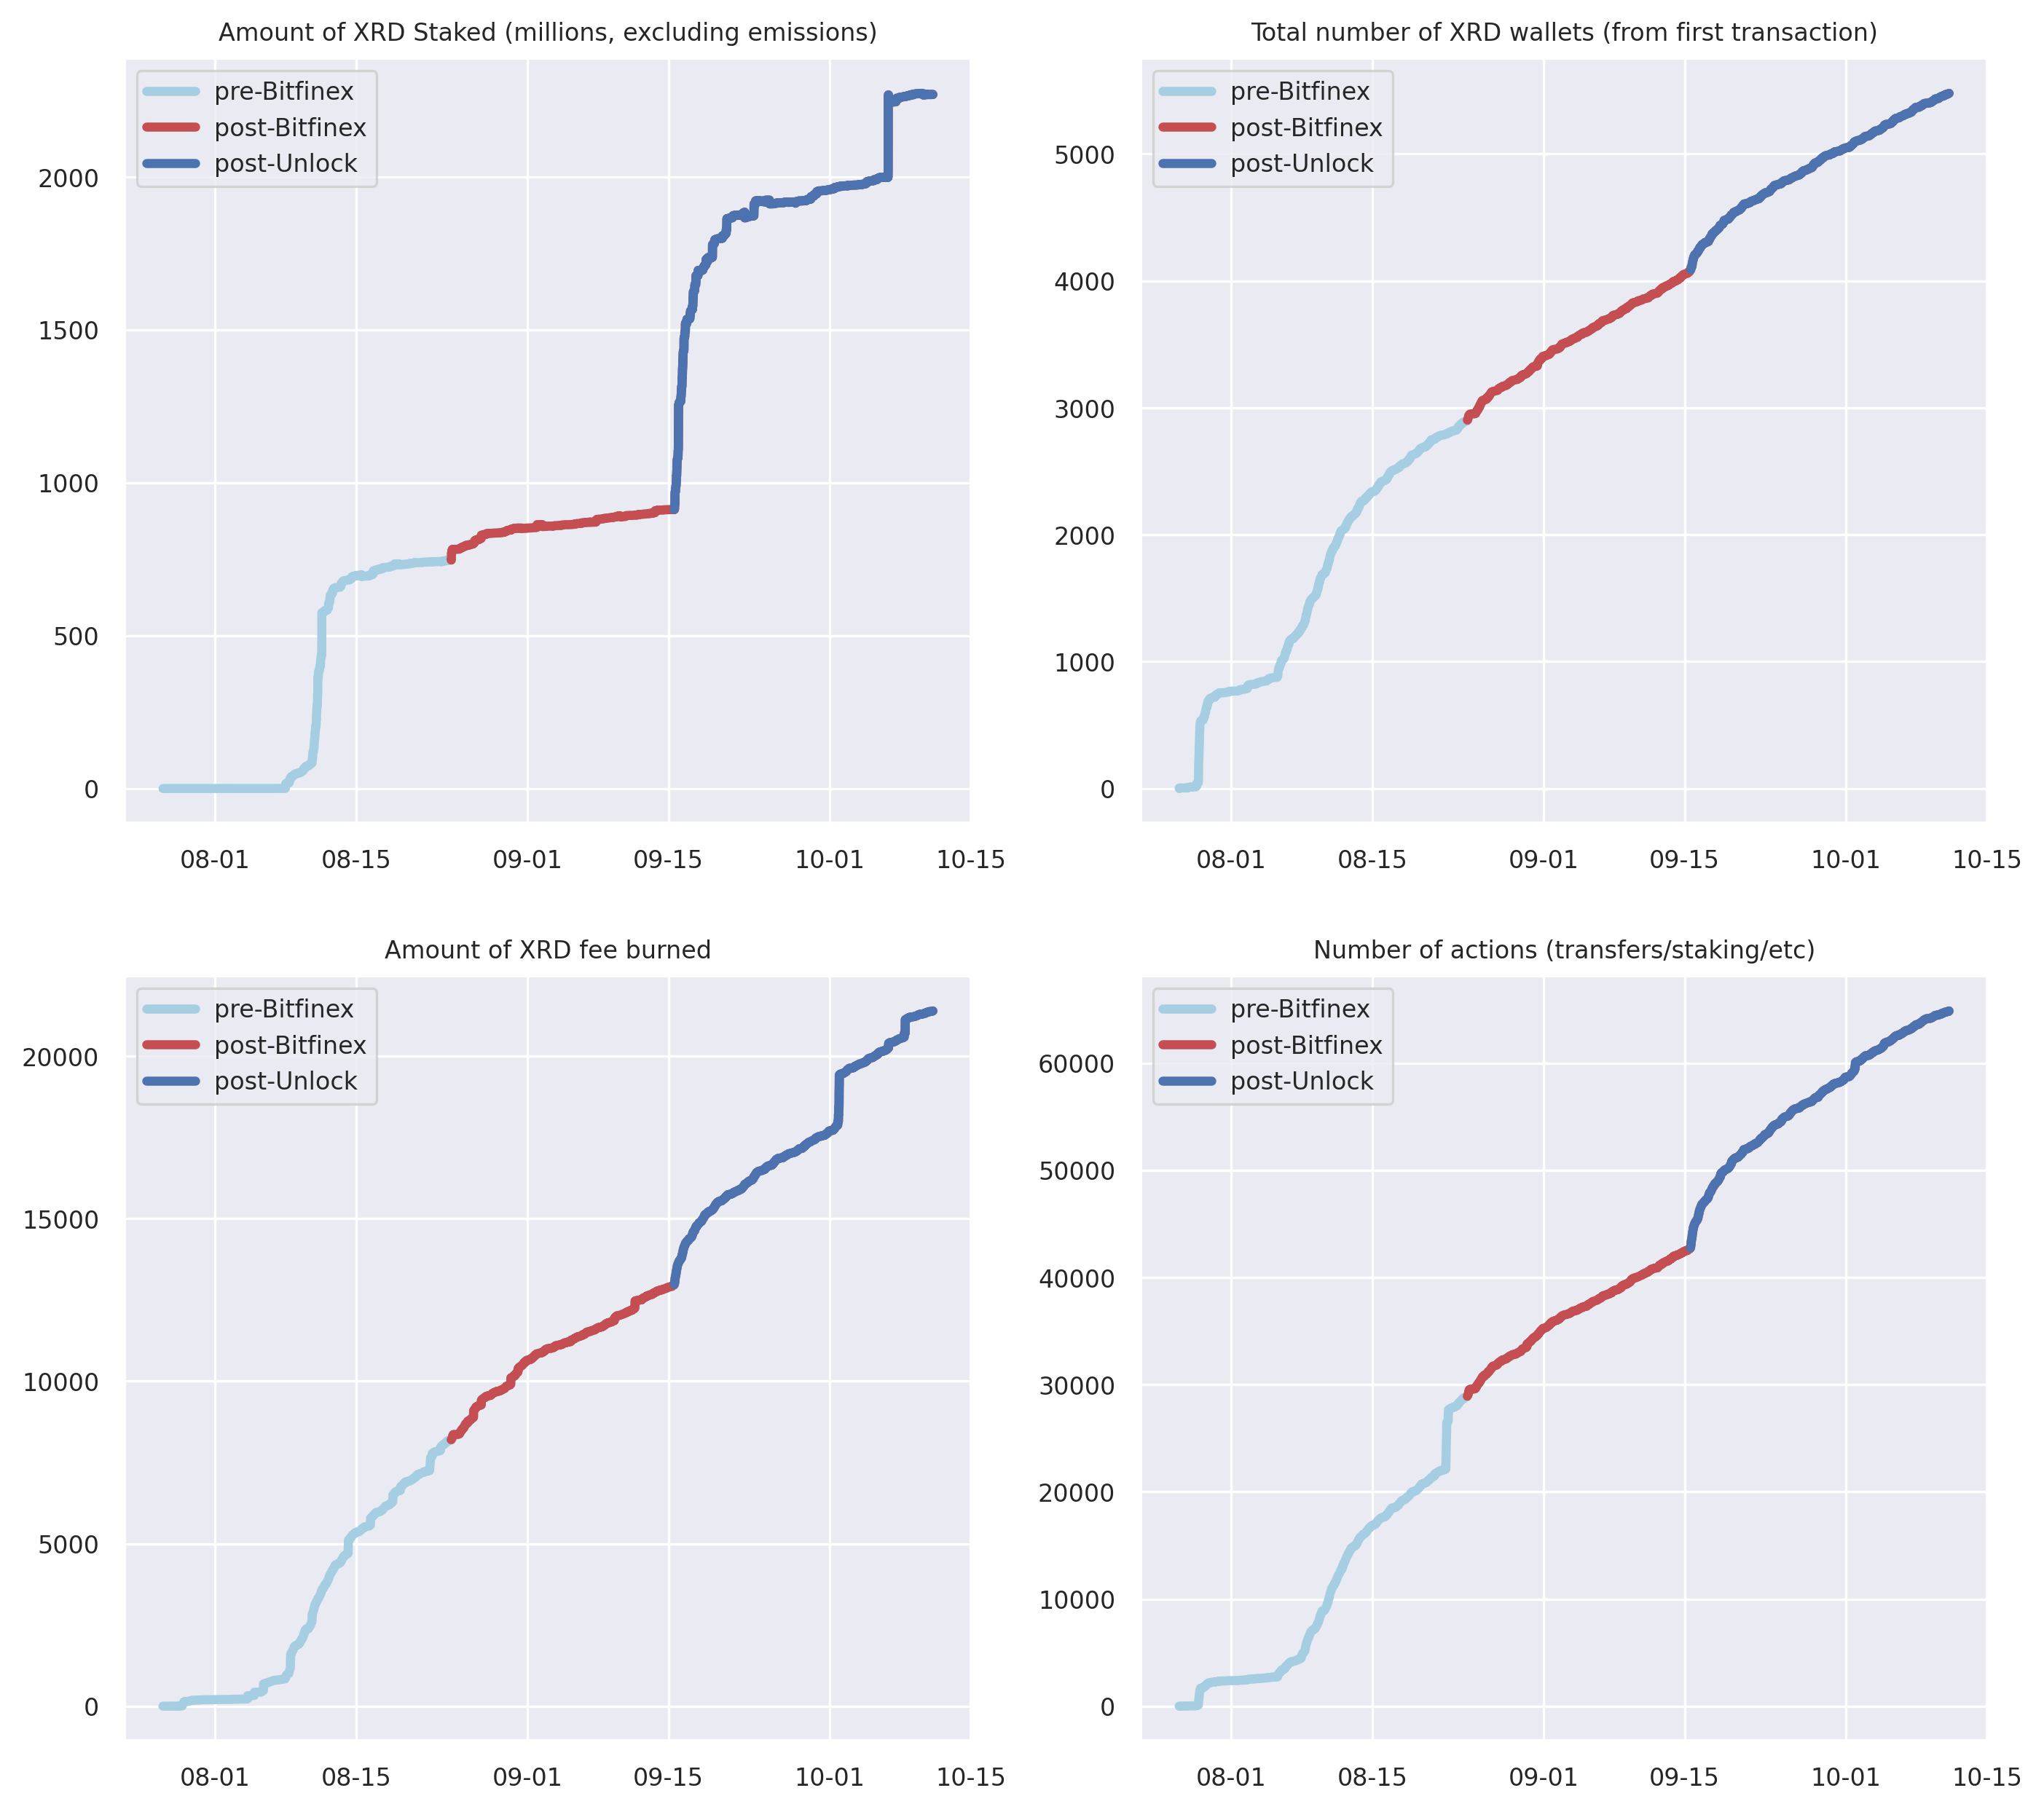 Amount of XRD Staked (millions, excluding emissions)
pre-Bitfinex
post-Bitfinex
post-Unlock
2000
1500
1000
500
0
08-01 08-15 09-01 09-15 10-01 10-15
Total number of XRD wallets (from first transaction)
pre-Bitfinex
post-Bitfinex
post-Unlock
5000
4000
3000
2000
1000
0
08-01 08-15 09-01 09-15 10-01 10-15
Amount of XRD fee burned
pre-Bitfinex
post-Bitfinex
post-Unlock
20000
15000
10000
5000
0
08-01 08-15 09-01 09-15 10-01 10-15
Number of actions (transfers/staking/etc)
pre-Bitfinex
post-Bitfinex
post-Unlock
60000
50000
40000
30000
20000
10000
0
08-01 08-15 09-01 09-15 10-01 10-15